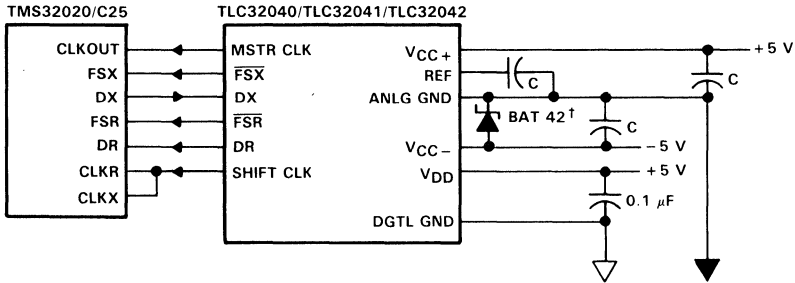 TMS32020/C25
TLC32040/TLC32041/TLC32042
CLKOUT
FSX
DX
FSR
DR
CLKR
CLKX
MSTR CLK
FSX
DX
FSR
DR
SHIFT CLK
VCC+
REF
ANLG GND
VCC−
VDD
DGTL GND
+5 V
C
C
BAT 42†
C
−5 V
+5 V
0.1 μF